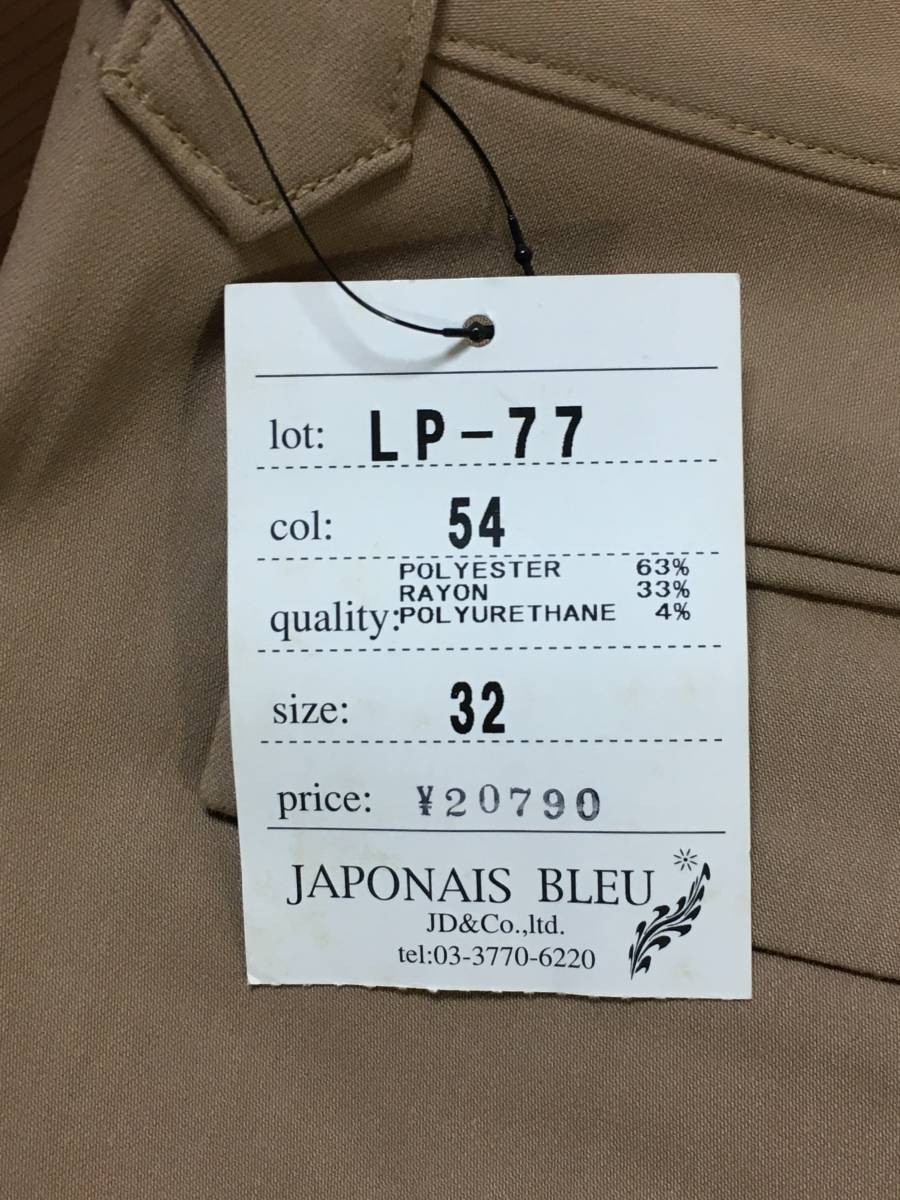 lot: LP-77
col: 54
POLYESTER 63%
RAYON 33%
quality: POLYURETHANE 4%
size: 32
price: ¥20790
JAPONAIS BLEU
JD&Co.,ltd.
tel:03-3770-6220